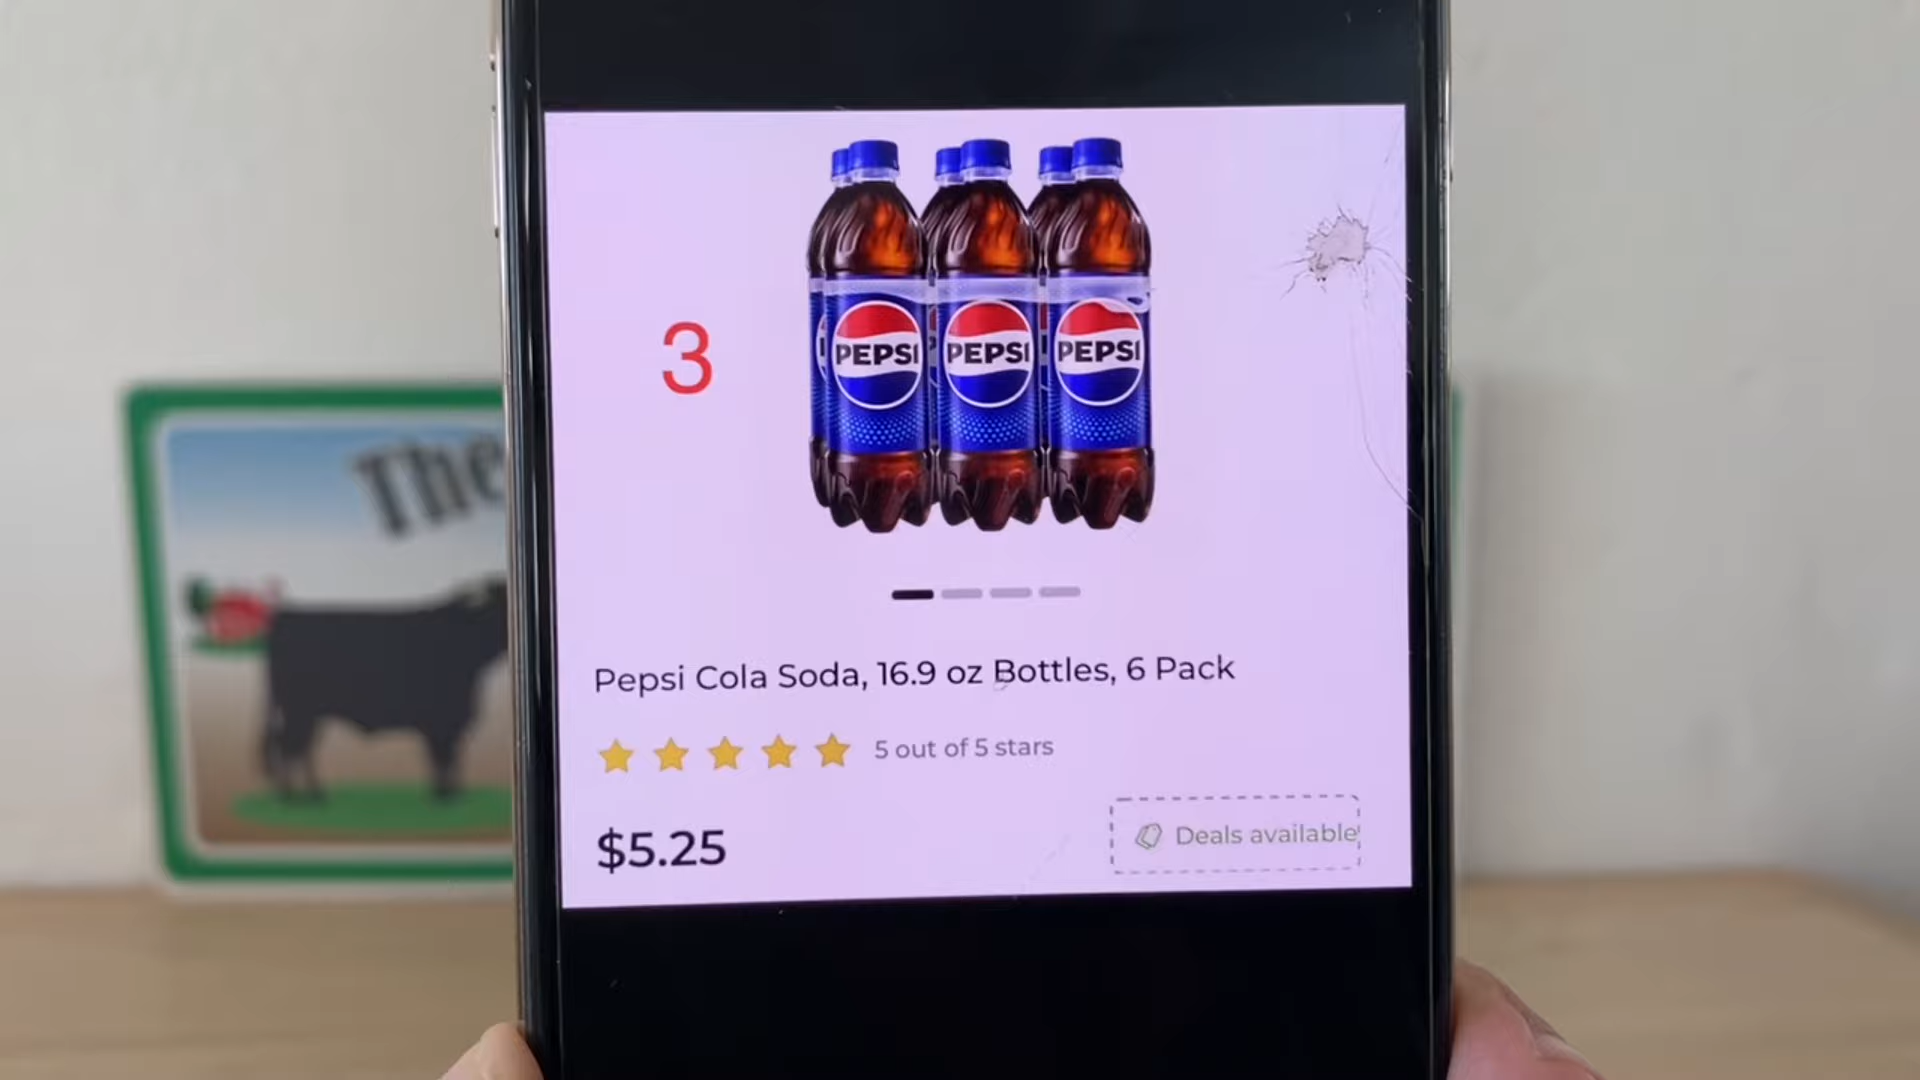 The
3
PEPSI PEPSI PEPSI
Pepsi Cola Soda, 16.9 oz Bottles, 6 Pack
5 out of 5 stars
$5.25
Deals available